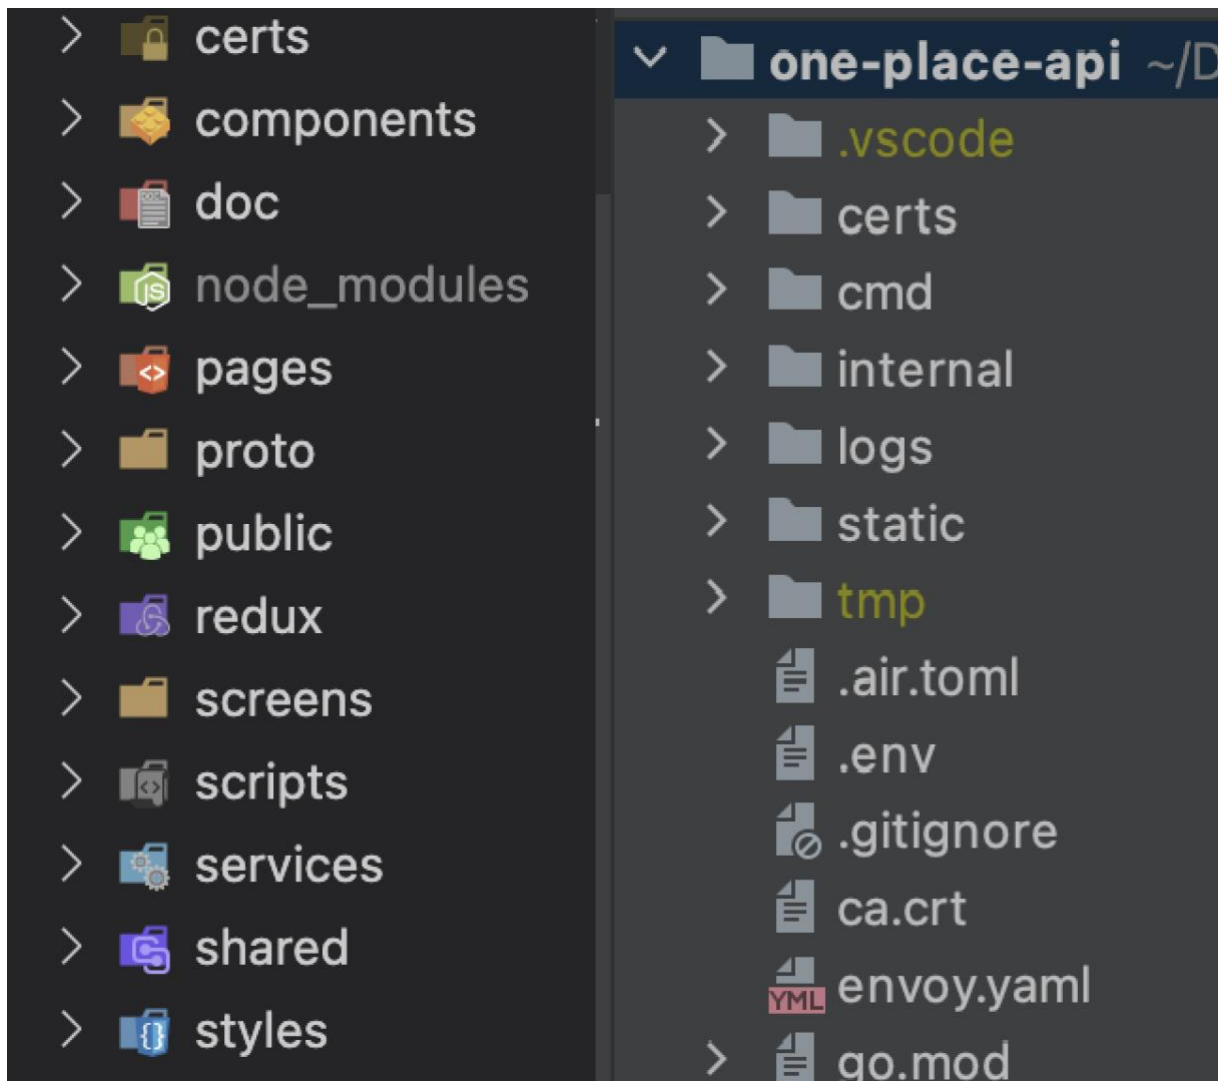 certs
components
doc
node_modules
pages
proto
public
redux
screens
scripts
services
shared
styles
one-place-api ~/D
.vscode
certs
cmd
internal
logs
static
tmp
.air.toml
.env
.gitignore
ca.crt
YML envoy.yaml
go.mod